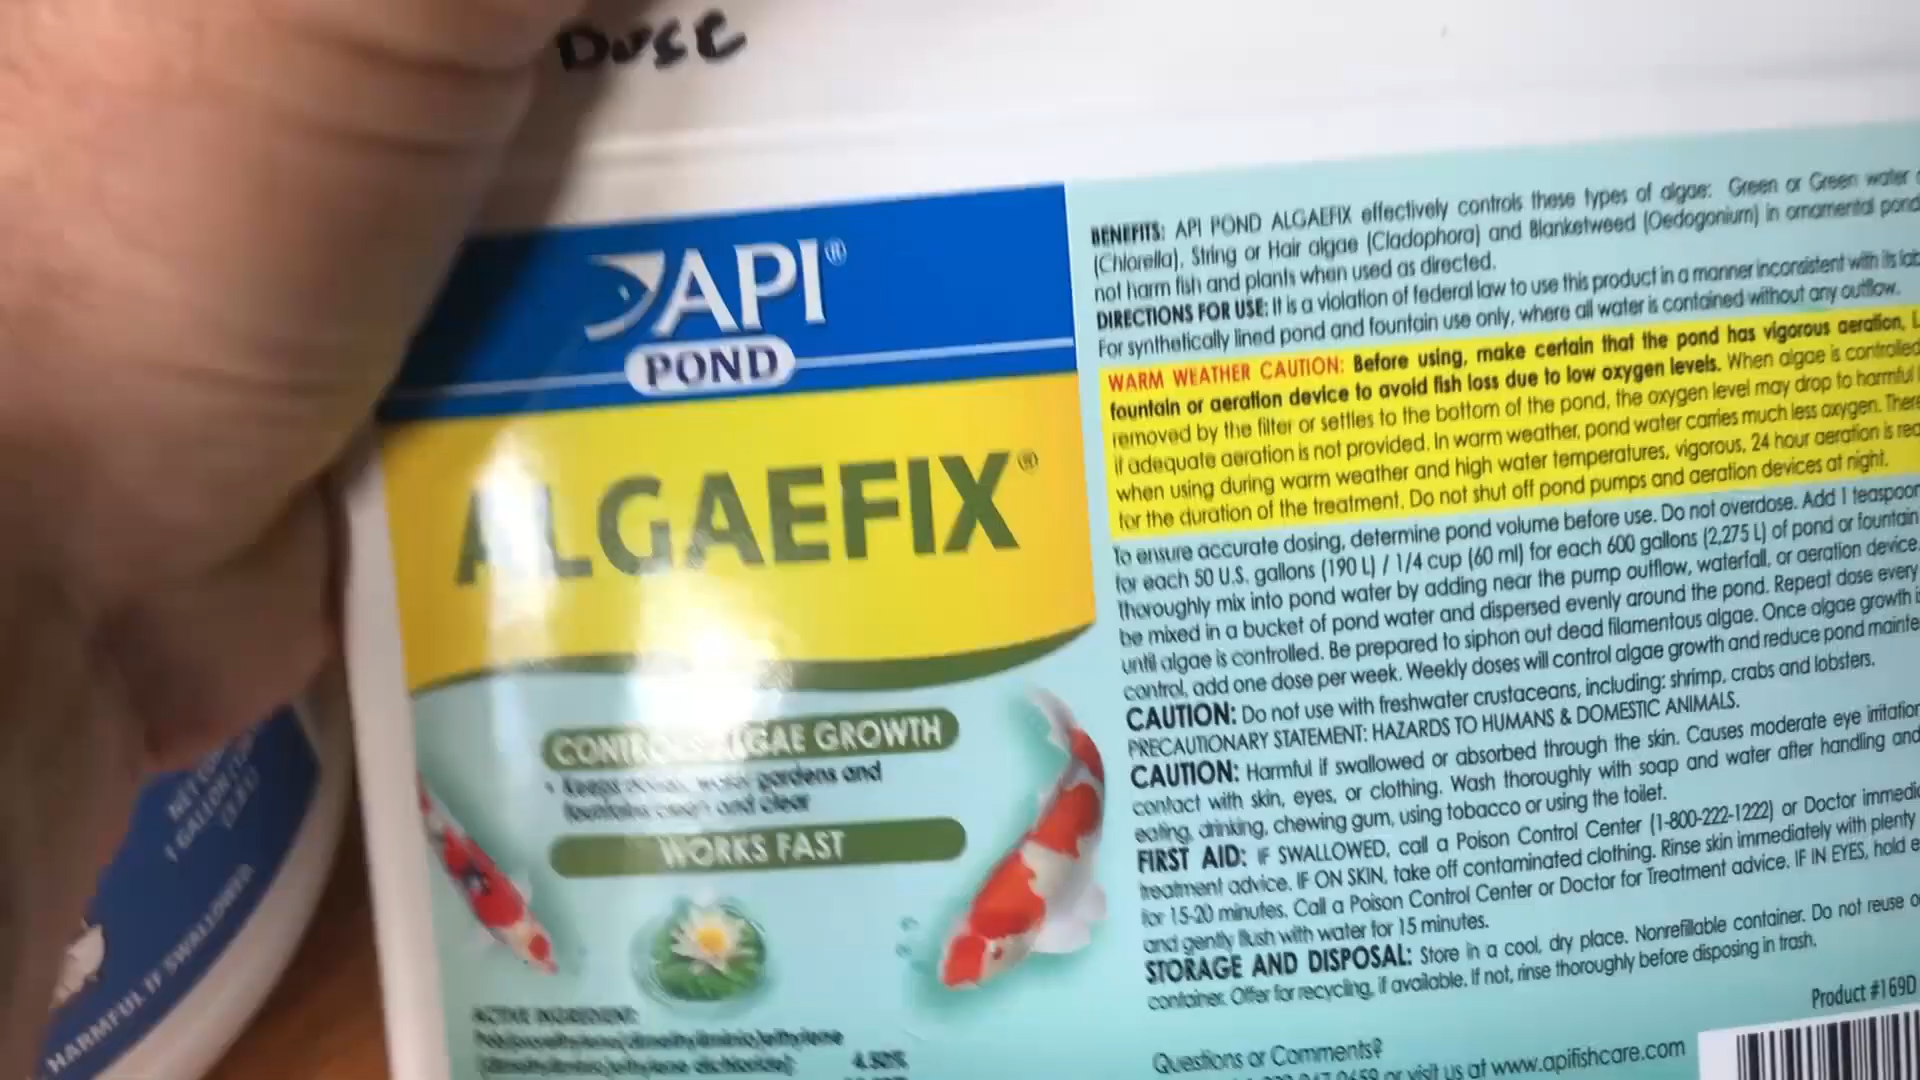 DOSE
API®
POND
ALGAEFIX®
CONTROLS ALGAE GROWTH
• Keeps ponds, water gardens and
fountains clean and clear
WORKS FAST
ACTIVE INGREDIENT:
4.50%
BENEFITS: API POND ALGAEFIX effectively controls these types of algae: Green or Green water
(Chlorella), String or Hair algae (Cladophora) and Blanketweed (Oedogonium) in ornamental pond
not harm fish and plants when used as directed.
DIRECTIONS FOR USE: It is a violation of federal law to use this product in a manner inconsistent with its
For synthetically lined pond and fountain use only, where all water is contained without any outflow.
WARM WEATHER CAUTION: Before using, make certain that the pond has vigorous aeration,
fountain or aeration device to avoid fish loss due to low oxygen levels. When algae is controlled
removed by the filter or settles to the bottom of the pond, the oxygen level may drop to harmful
if adequate aeration is not provided. In warm weather, pond water carries much less oxygen.
when using during warm weather and high water temperatures, vigorous, 24 hour aeration is
for the duration of the treatment. Do not shut off pond pumps and aeration devices at night.
To ensure accurate dosing, determine pond volume before use. Do not overdose. Add 1 teaspoon
for each 50 U.S. gallons (190 L) / 1/4 cup (60 ml) for each 600 gallons (2,275 L) of pond or fountain
thoroughly mix into pond water by adding near the pump outflow, waterfall, or aeration device.
be mixed in a bucket of pond water and dispersed evenly around the pond. Repeat dose every
until algae is controlled. Be prepared to siphon out dead filamentous algae. Once algae growth
control, add one dose per week. Weekly doses will control algae growth and reduce pond
CAUTION: Do not use with freshwater crustaceans, including: shrimp, crabs and lobsters.
PRECAUTIONARY STATEMENT: HAZARDS TO HUMANS & DOMESTIC ANIMALS.
CAUTION: Harmful if swallowed or absorbed through the skin. Causes moderate eye irritation
contact with skin, eyes, or clothing. Wash thoroughly with soap and water after handling and
eating, drinking, chewing gum, using tobacco or using the toilet.
FIRST AID: IF SWALLOWED, call a Poison Control Center (1-800-222-1222) or Doctor
treatment advice. IF ON SKIN, take off contaminated clothing. Rinse skin immediately with plenty
for 15-20 minutes. Call a Poison Control Center or Doctor for Treatment advice. IF IN EYES, hold
and gently flush with water for 15 minutes.
STORAGE AND DISPOSAL: Store in a cool, dry place. Nonrefillable container. Do not reuse
container. Offer for recycling, if available. If not, rinse thoroughly before disposing in trash.
Product #169D
Questions or Comments?
or visit us at www.apifishcare.com
1 GALLON
HARMFUL IF SWALLOWED